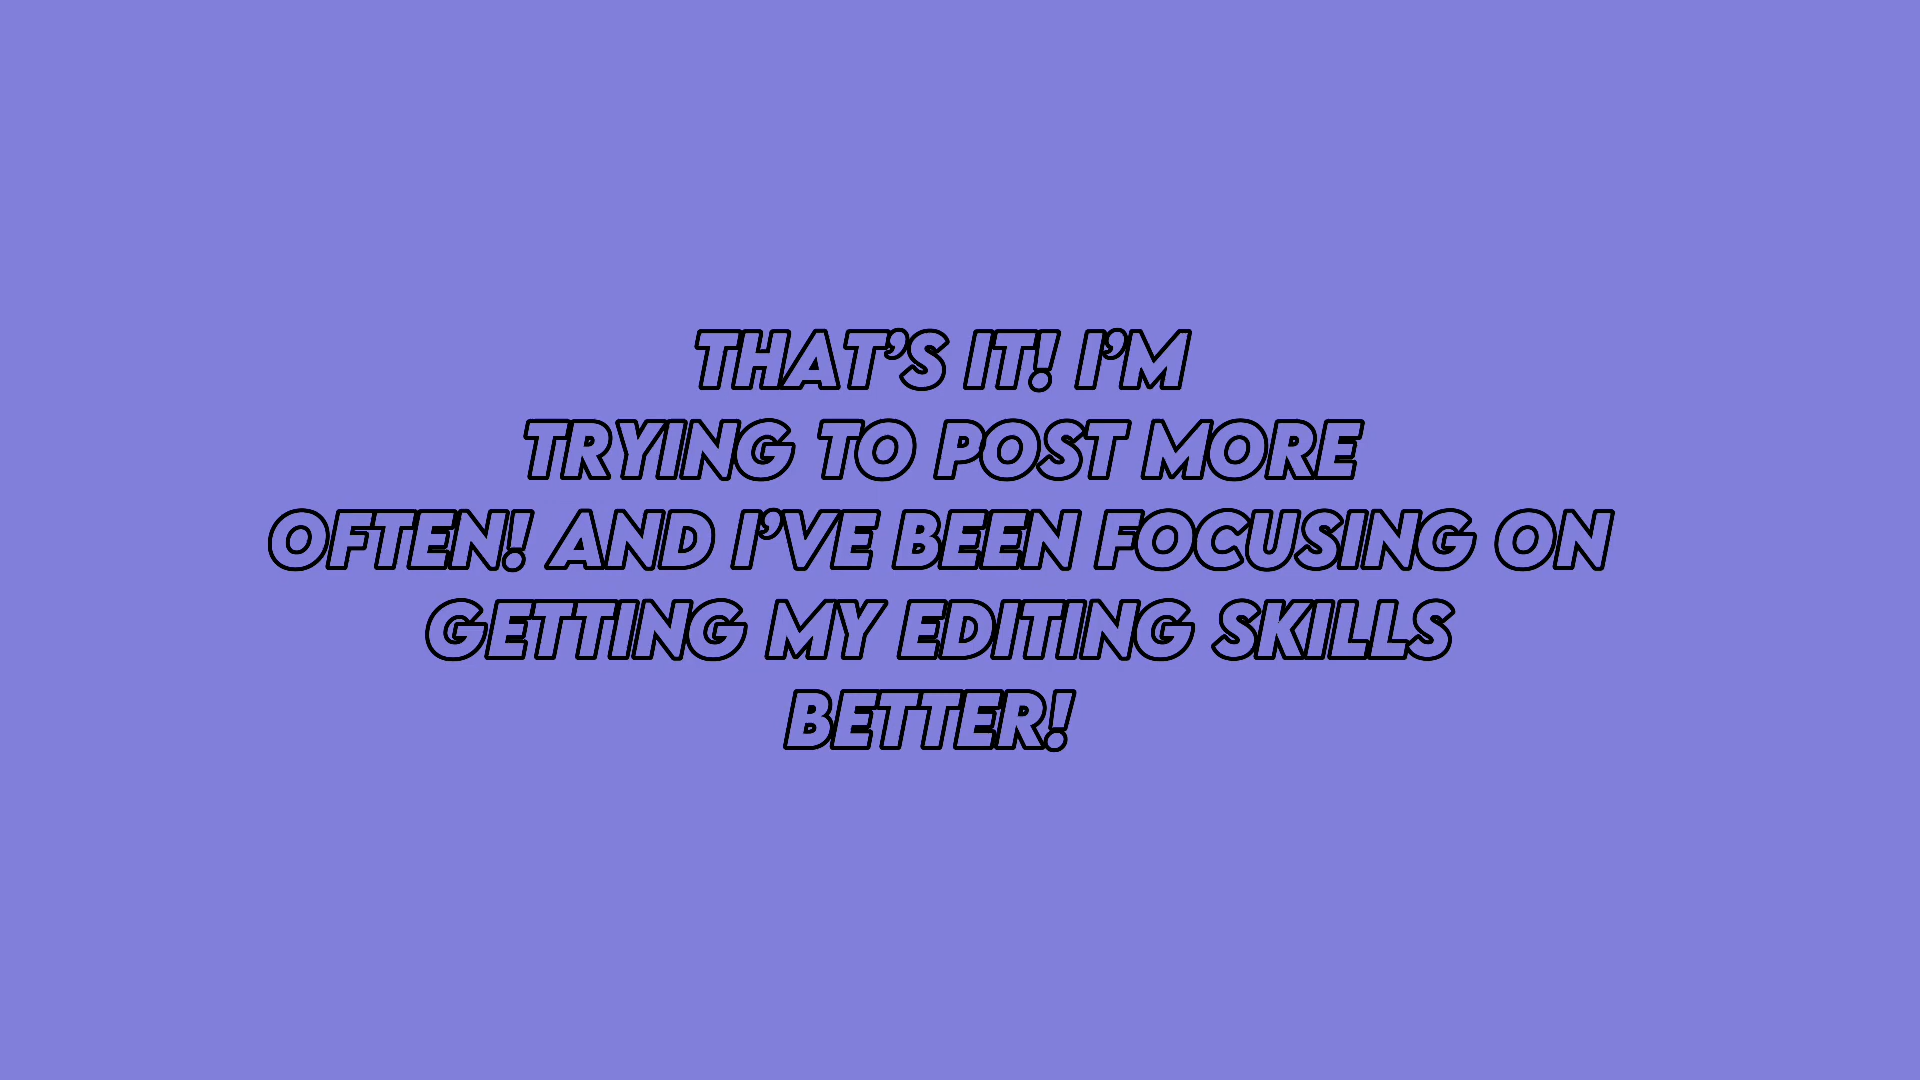 THAT'S IT! I'M
TRYING TO POST MORE
OFTEN! AND I'VE BEEN FOCUSING ON
GETTING MY EDITING SKILLS
BETTER!